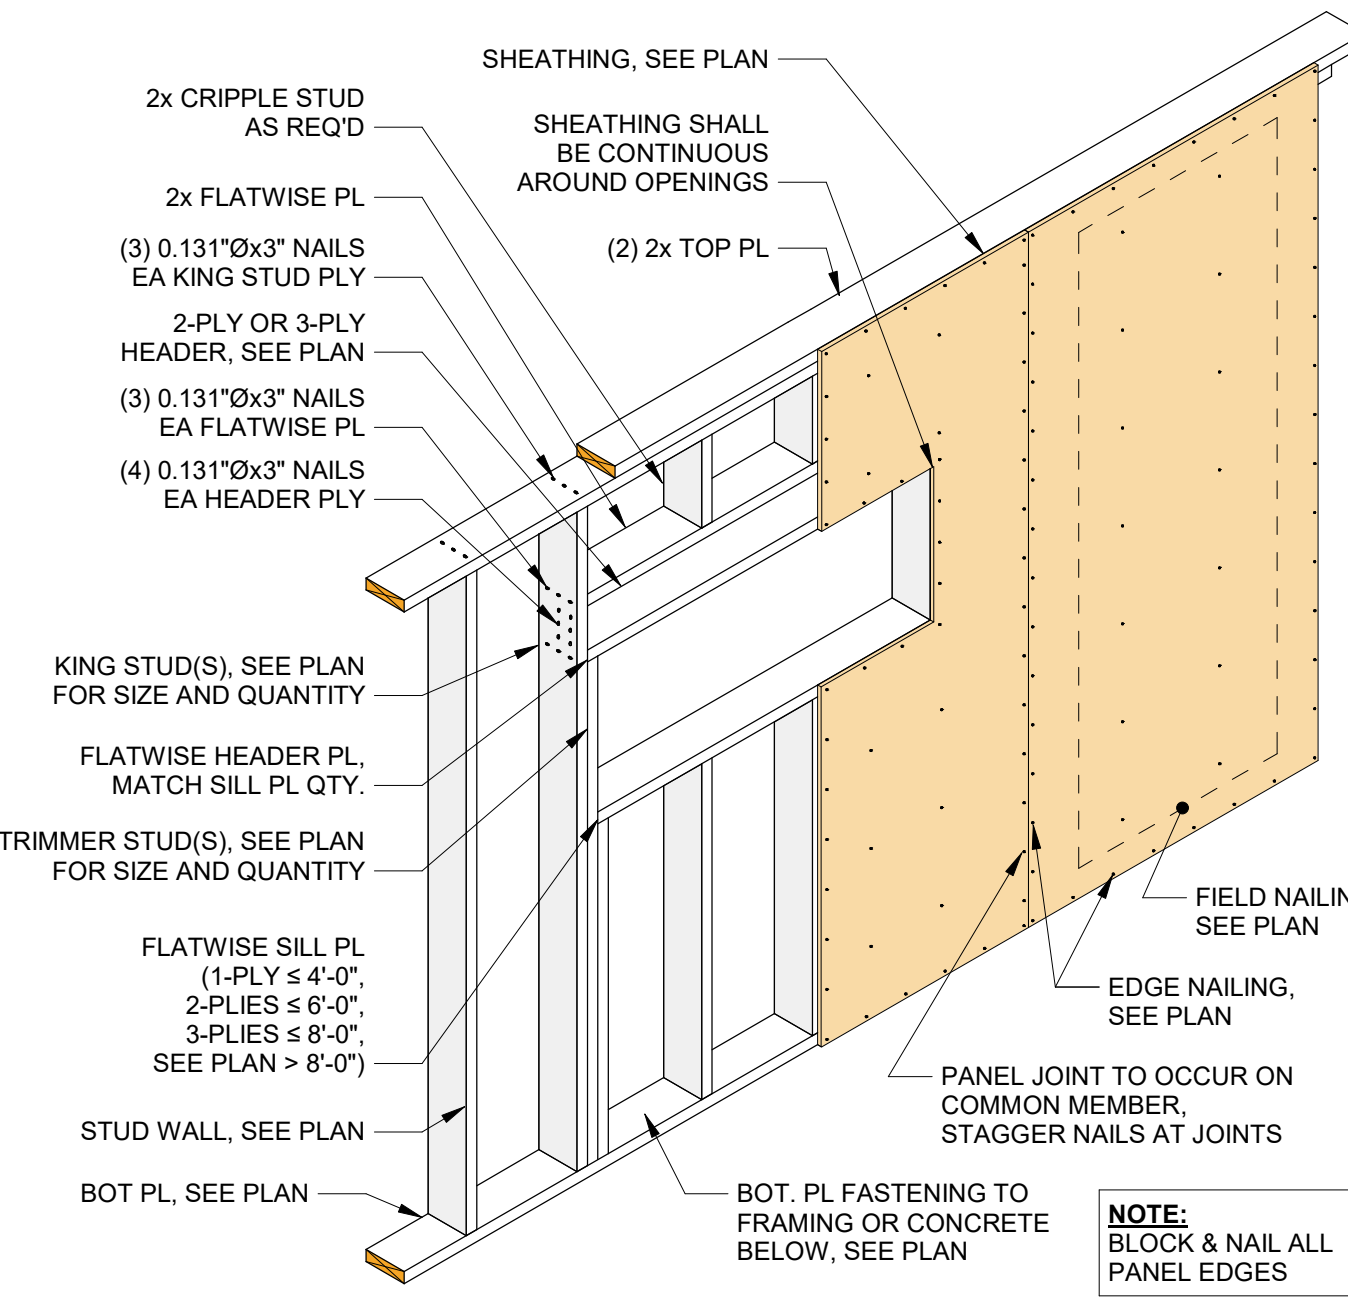 SHEATHING, SEE PLAN
2x CRIPPLE STUD
AS REQ'D
SHEATHING SHALL
BE CONTINUOUS
AROUND OPENINGS
2x FLATWISE PL
(3) 0.131"Øx3" NAILS
EA KING STUD PLY
(2) 2x TOP PL
2-PLY OR 3-PLY
HEADER, SEE PLAN
(3) 0.131"Øx3" NAILS
EA FLATWISE PL
(4) 0.131"Øx3" NAILS
EA HEADER PLY
KING STUD(S), SEE PLAN
FOR SIZE AND QUANTITY
FLATWISE HEADER PL,
MATCH SILL PL QTY.
TRIMMER STUD(S), SEE PLAN
FOR SIZE AND QUANTITY
FIELD NAILIN
SEE PLAN
FLATWISE SILL PL
(1-PLY ≤ 4'-0",
2-PLIES ≤ 6'-0",
3-PLIES ≤ 8'-0",
SEE PLAN > 8'-0")
EDGE NAILING,
SEE PLAN
PANEL JOINT TO OCCUR ON
COMMON MEMBER,
STAGGER NAILS AT JOINTS
STUD WALL, SEE PLAN
BOT PL, SEE PLAN
BOT. PL FASTENING TO
FRAMING OR CONCRETE
BELOW, SEE PLAN
NOTE:
BLOCK & NAIL ALL
PANEL EDGES